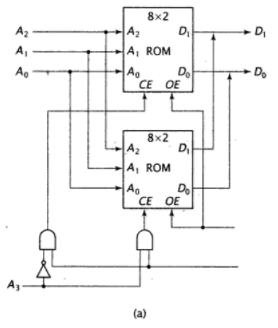 8×2
A₂ A₂ D₁ D₁
A₁ A₁ ROM
A₀ A₀ D₀ D₀
CE OE
8×2
A₂ D₁
A₁ ROM
A₀ D₀
CE OE
A₃
(a)